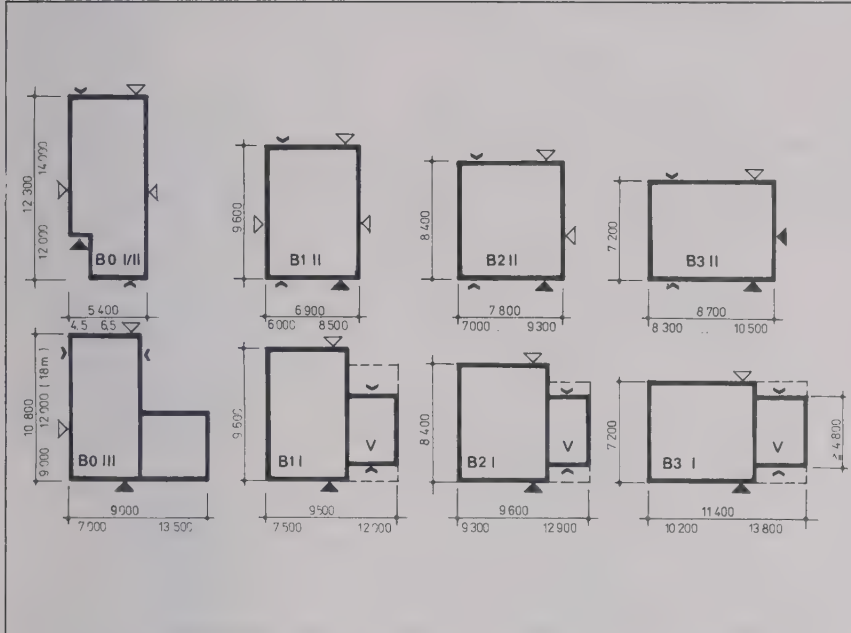 12 300
12 000
14 000
B0 I/II
5 400
4,5 6,5
9 600
B1 II
6 900
6 000 8 500
8 400
B2 II
7 800
7000 9 300
7 200
B3 II
8 700
8 300 10 500
10 800
9 000 12 000 ( 18 m )
B0 III
9 000
7 000 13 500
9 600
B1 I
V
9 500
7 500 12 000
8 400
B2 I
V
9 600
9 300 12 900
7 200
B3 I
V
≥ 4 800
11 400
10 200 13 800